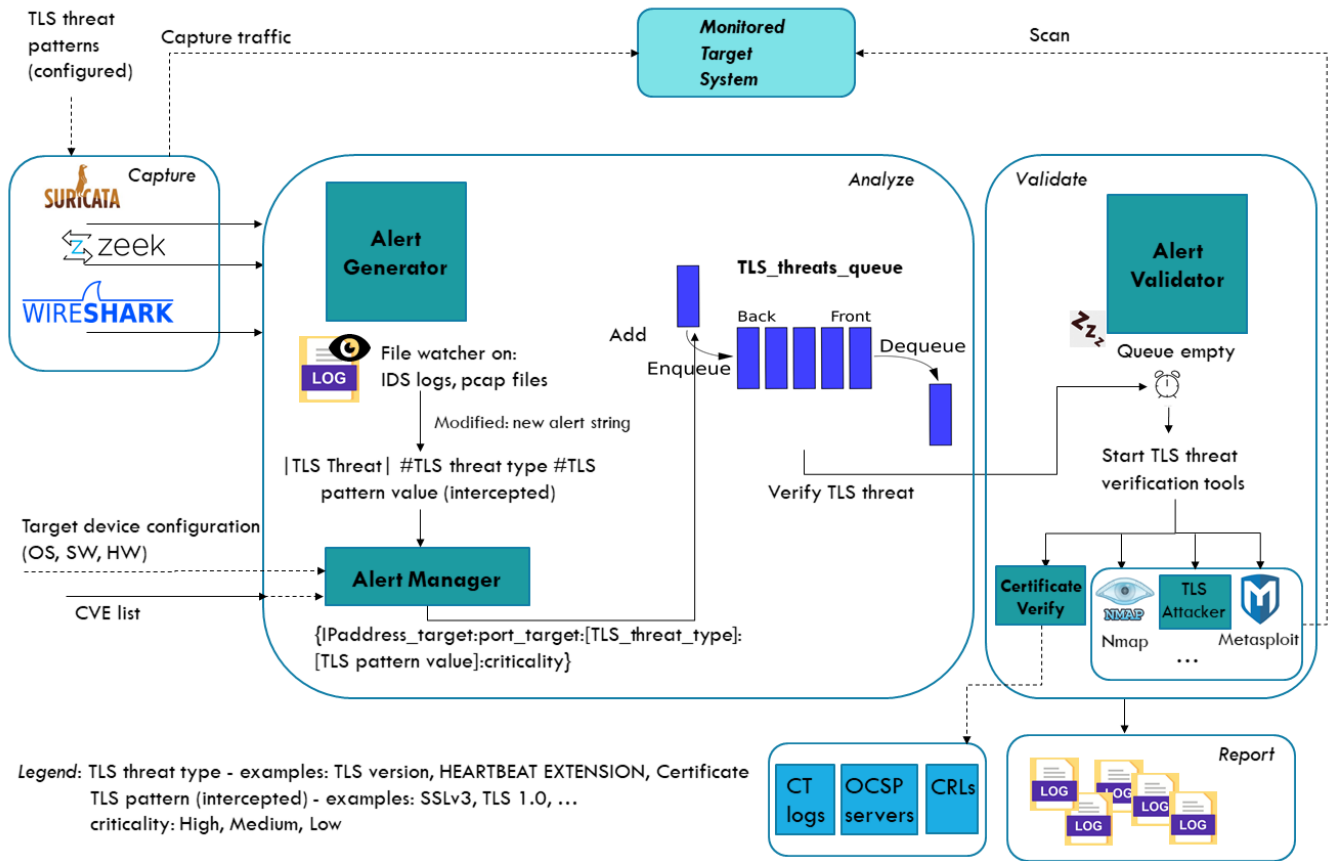 TLS threat
patterns
(configured)
Capture traffic
Monitored
Target
System
Scan
Capture
SURICATA
zeek
WIRESHARK
Analyze
Alert
Generator
LOG
File watcher on:
IDS logs, pcap files
Modified: new alert string
|TLS Threat| #TLS threat type #TLS
pattern value (intercepted)
Target device configuration
(OS, SW, HW)
CVE list
Alert Manager
{IPaddress_target:port_target:[TLS_threat_type]:
[TLS pattern value]:criticality}
TLS_threats_queue
Add
Enqueue
Back
Front
Dequeue
Verify TLS threat
Validate
Alert
Validator
Z z z
Queue empty
Start TLS threat
verification tools
Certificate
Verify
NMAP
Nmap
TLS
Attacker
M
Metasploit
...
CT
logs
OCSP
servers
CRLs
Report
LOG
LOG
LOG
LOG
LOG
Legend: TLS threat type - examples: TLS version, HEARTBEAT EXTENSION, Certificate
TLS pattern (intercepted) - examples: SSLv3, TLS 1.0, ...
criticality: High, Medium, Low